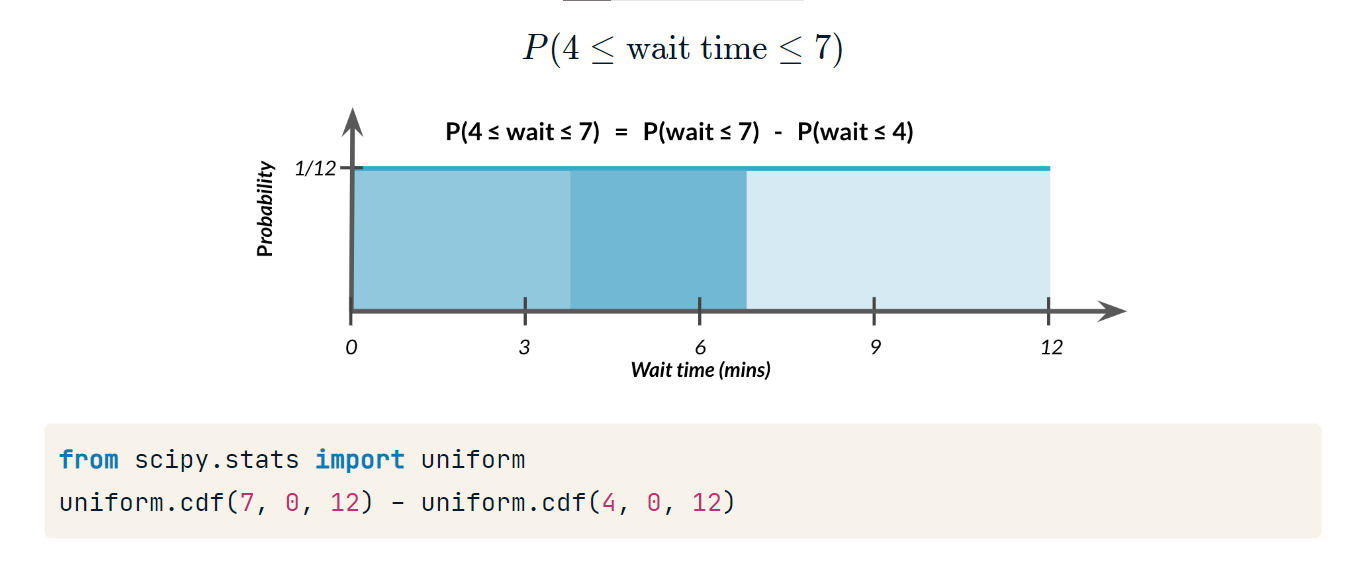 P(4 ≤ wait time ≤ 7)
P(4 ≤ wait ≤ 7) = P(wait ≤ 7) - P(wait ≤ 4)
1/12
Probability
0 3 6 9 12
Wait time (mins)
from scipy.stats import uniform
uniform.cdf(7, 0, 12) - uniform.cdf(4, 0, 12)